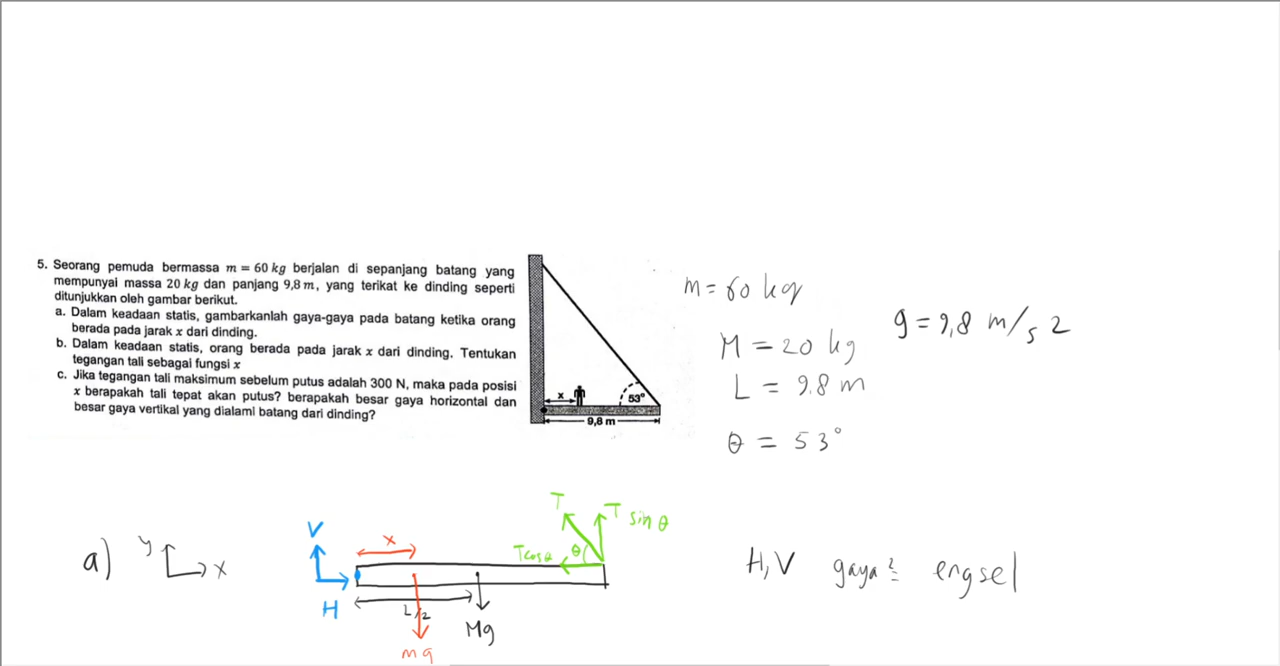 5. Seorang pemuda bermassa m = 60 kg berjalan di sepanjang batang yang
mempunyai massa 20 kg dan panjang 9,8 m, yang terikat ke dinding seperti
ditunjukkan oleh gambar berikut.
a. Dalam keadaan statis, gambarkanlah gaya-gaya pada batang ketika orang
berada pada jarak x dari dinding.
b. Dalam keadaan statis, orang berada pada jarak x dari dinding. Tentukan
tegangan tali sebagai fungsi x
c. Jika tegangan tali maksimum sebelum putus adalah 300 N, maka pada posisi
x berapakah tali tepat akan putus? berapakah besar gaya horizontal dan
besar gaya vertikal yang dialami batang dari dinding?
x
53°
9,8 m
m = 60 kg
g = 9,8 m/s 2
M = 20 kg
L = 9.8 m
θ = 53°
a)
y
x
V
H
x
L/2
mg
Mg
T
T sin θ
T cos θ
θ
H, V gaya² engsel